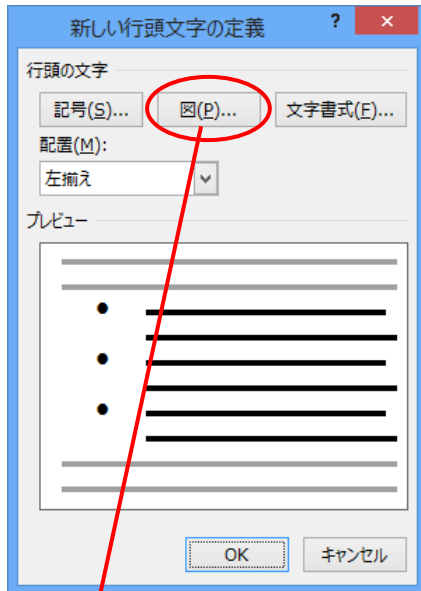 新しい行頭文字の定義 ? ×
行頭の文字
記号(S)... 図(P)... 文字書式(F)...
配置(M):
左揃え
プレビュー
OK キャンセル